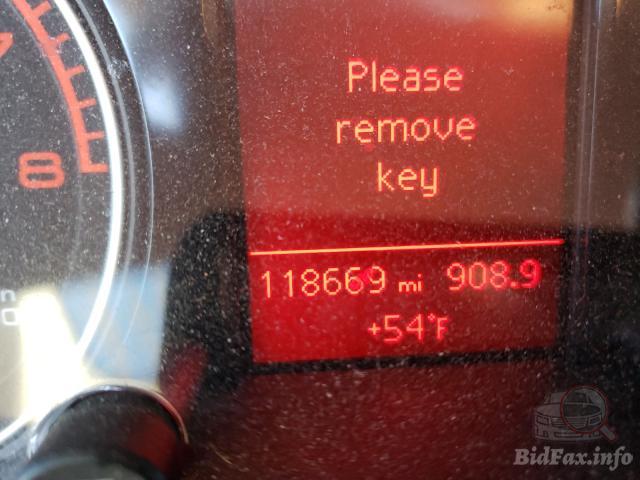 Please
remove
key
118669 mi 908.9
+54°F
8
BidFax.info